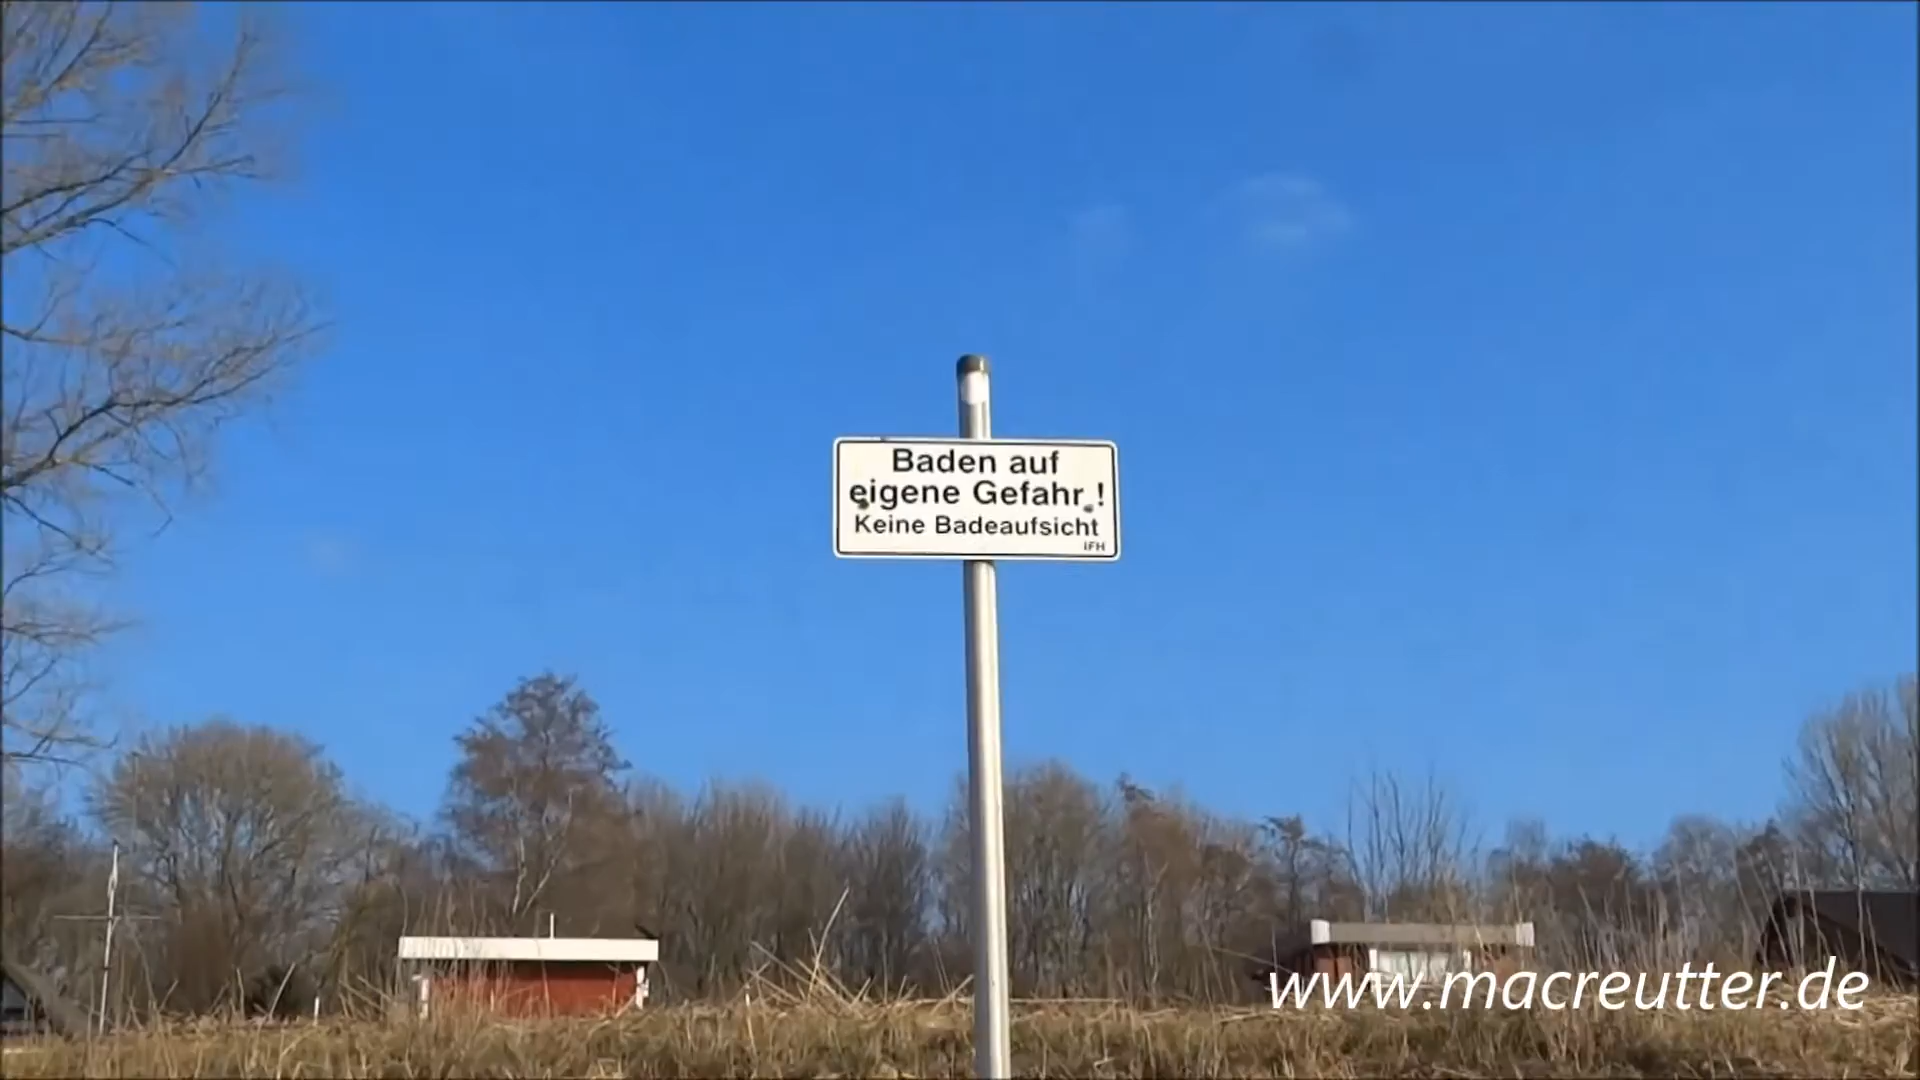 Baden auf
eigene Gefahr !
Keine Badeaufsicht
IFH
www.macreutter.de